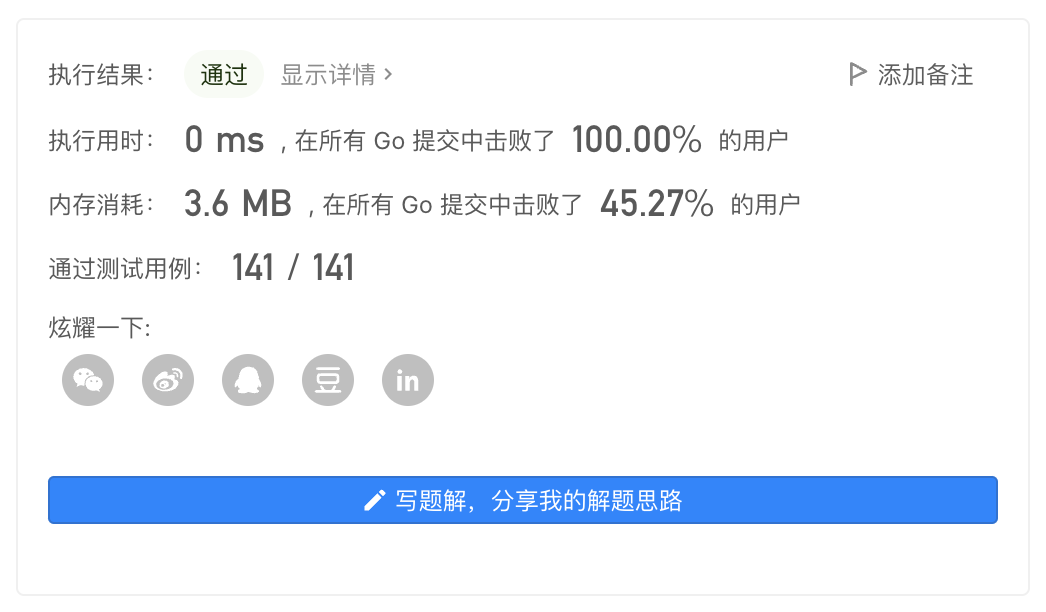 执行结果： 通过 显示详情 > 添加备注
执行用时： 0 ms , 在所有 Go 提交中击败了 100.00% 的用户
内存消耗： 3.6 MB , 在所有 Go 提交中击败了 45.27% 的用户
通过测试用例： 141 / 141
炫耀一下:
豆 in
写题解，分享我的解题思路